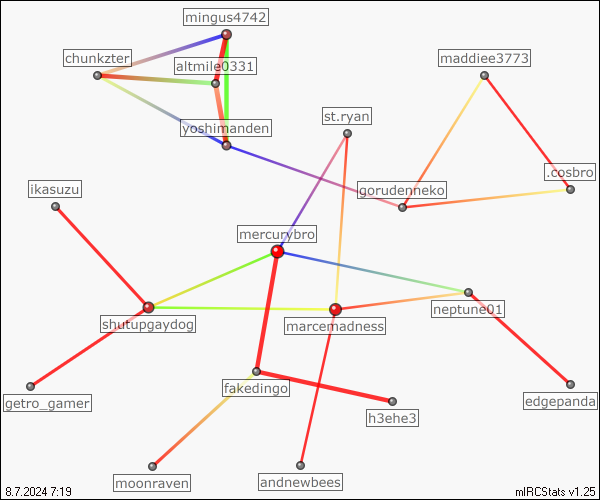 mingus4742
chunkzter
maddiee3773
altmile0331
st.ryan
yoshimanden
.cosbro
ikasuzu
gorudenneko
mercurybro
neptune01
shutupgaydog
marcemadness
fakedingo
getro_gamer
edgepanda
h3ehe3
moonraven
andnewbees
8.7.2024 7:19
mIRCStats v1.25